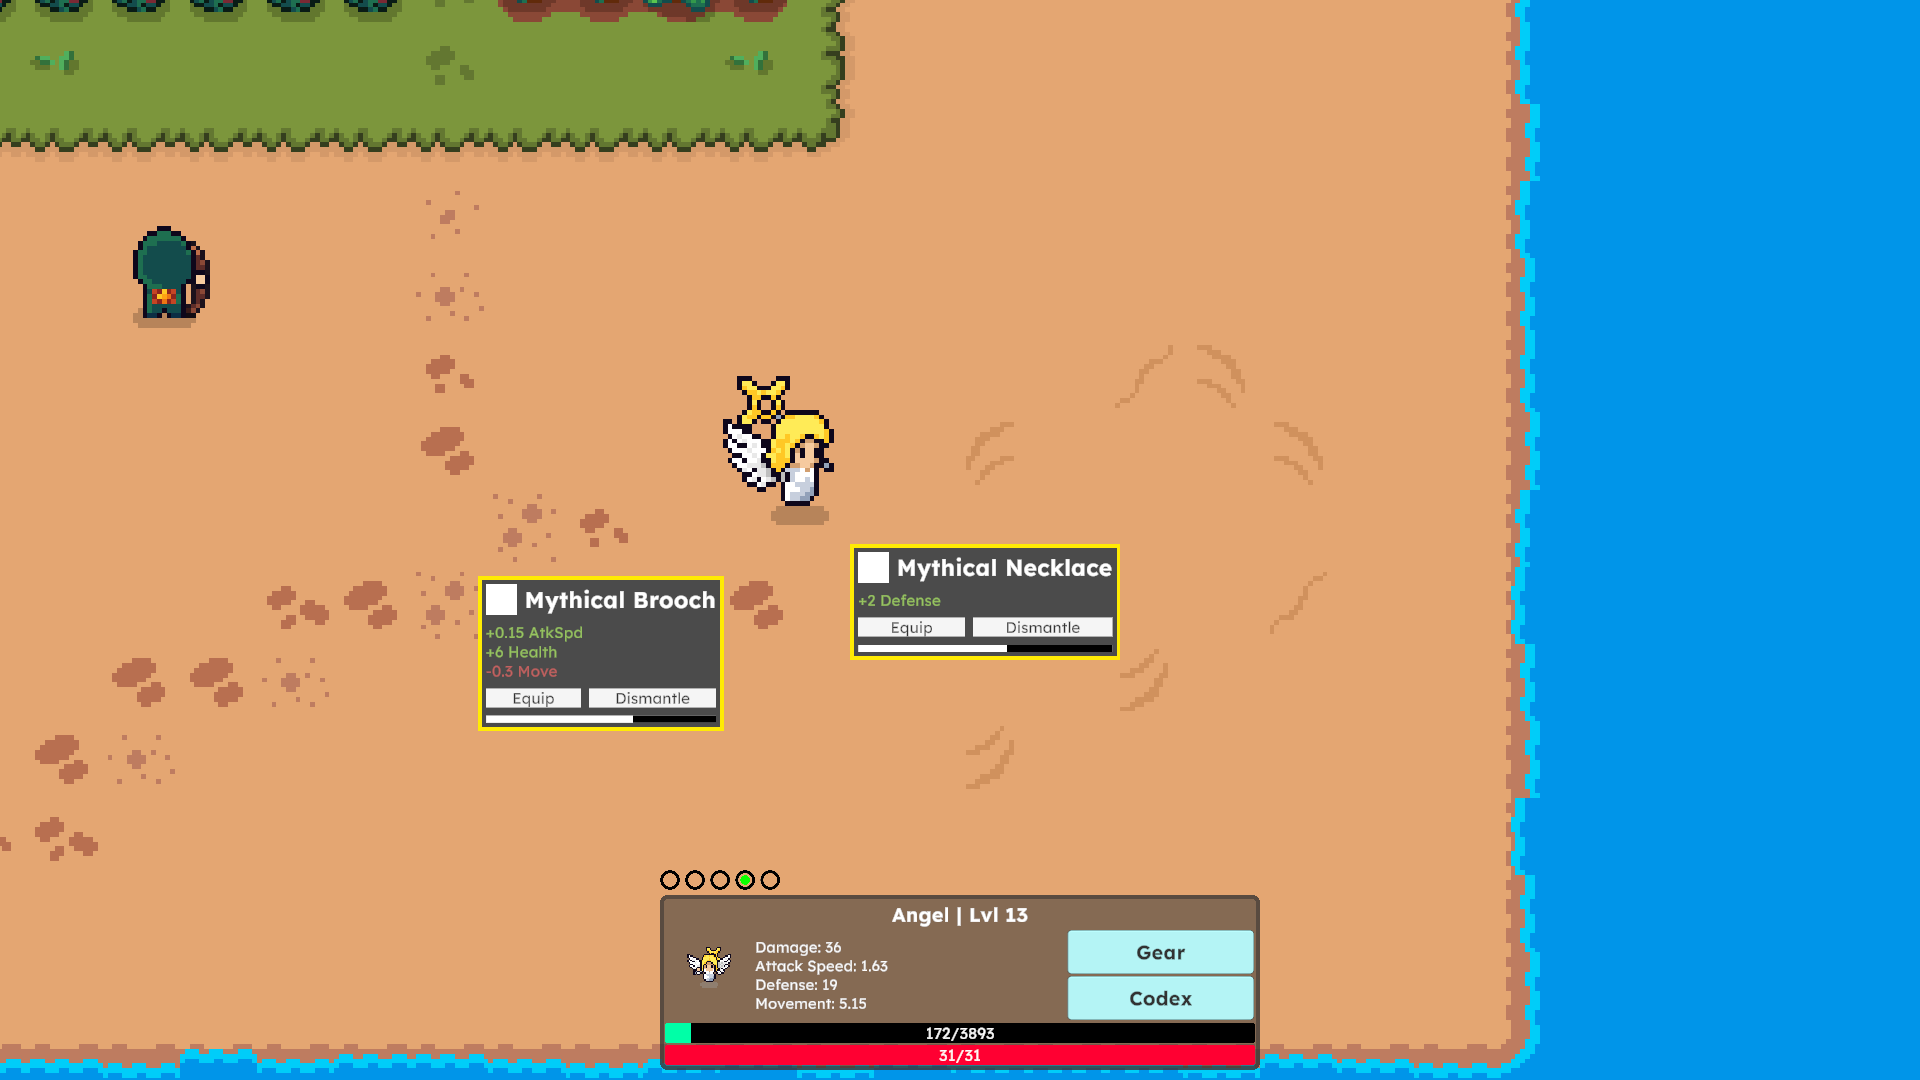 Mythical Necklace
+2 Defense
Equip Dismantle
Mythical Brooch
+0.15 AtkSpd
+6 Health
-0.3 Move
Equip Dismantle
Angel | Lvl 13
Damage: 36
Attack Speed: 1.63
Defense: 19
Movement: 5.15
Gear
Codex
172/3893
31/31